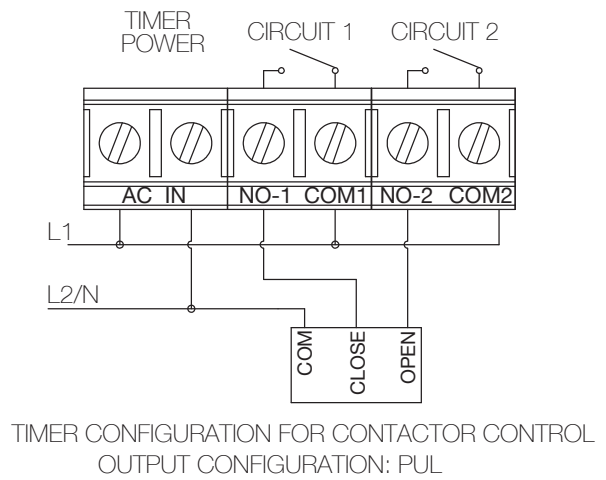 TIMER
POWER
CIRCUIT 1
CIRCUIT 2
AC IN
NO-1 COM1
NO-2 COM2
L1
L2/N
COM
CLOSE
OPEN
TIMER CONFIGURATION FOR CONTACTOR CONTROL
OUTPUT CONFIGURATION: PUL